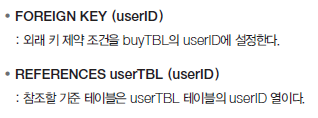 • FOREIGN KEY (userID)
: 외래 키 제약 조건을 buyTBL의 userID에 설정한다.
• REFERENCES userTBL (userID)
: 참조할 기준 테이블은 userTBL 테이블의 userID 열이다.